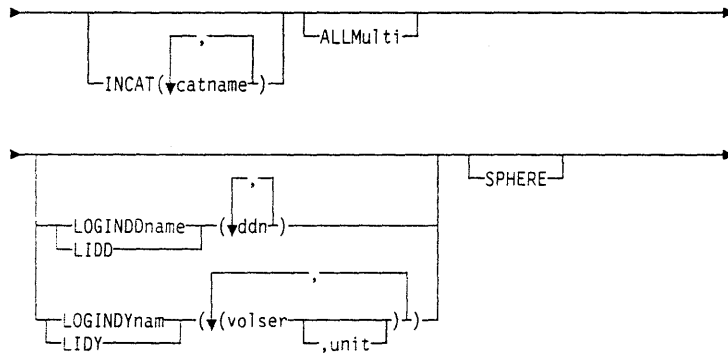 ,
ALLMulti
INCAT(catname)
SPHERE
,
LOGINDDname (ddn)
LIDD
,
LOGINDYnam ((volser))
LIDY ,unit